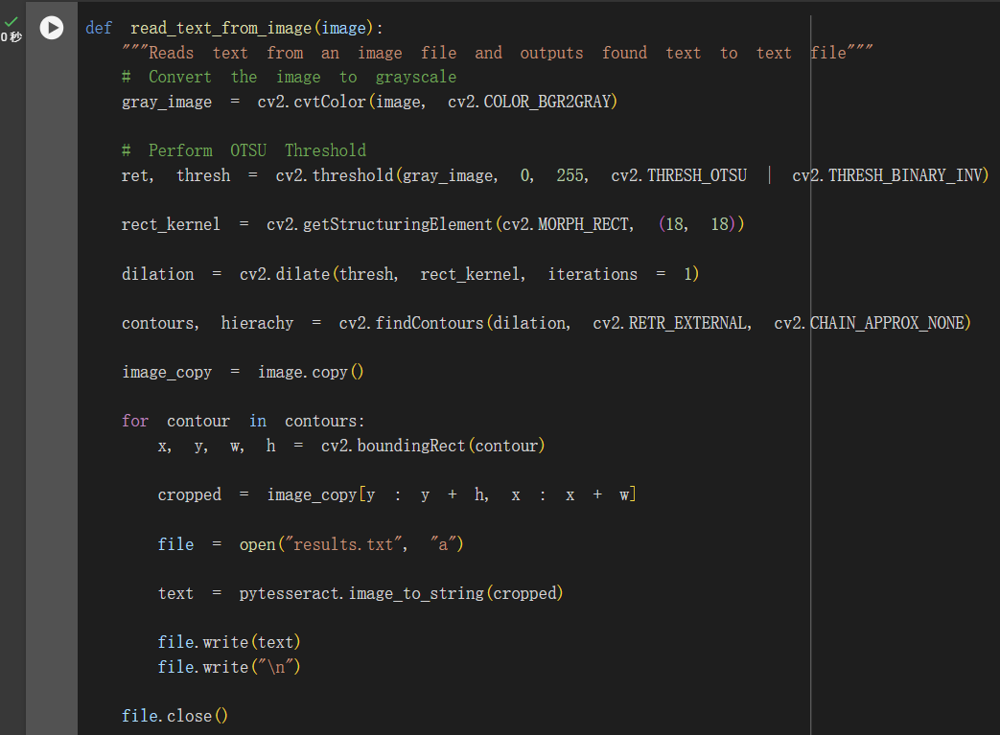 0秒
def read_text_from_image(image):
"""Reads text from an image file and outputs found text to text file"""
# Convert the image to grayscale
gray_image = cv2.cvtColor(image, cv2.COLOR_BGR2GRAY)
# Perform OTSU Threshold
ret, thresh = cv2.threshold(gray_image, 0, 255, cv2.THRESH_OTSU | cv2.THRESH_BINARY_INV)
rect_kernel = cv2.getStructuringElement(cv2.MORPH_RECT, (18, 18))
dilation = cv2.dilate(thresh, rect_kernel, iterations = 1)
contours, hierachy = cv2.findContours(dilation, cv2.RETR_EXTERNAL, cv2.CHAIN_APPROX_NONE)
image_copy = image.copy()
for contour in contours:
x, y, w, h = cv2.boundingRect(contour)
cropped = image_copy[y : y + h, x : x + w]
file = open("results.txt", "a")
text = pytesseract.image_to_string(cropped)
file.write(text)
file.write("\n")
file.close()